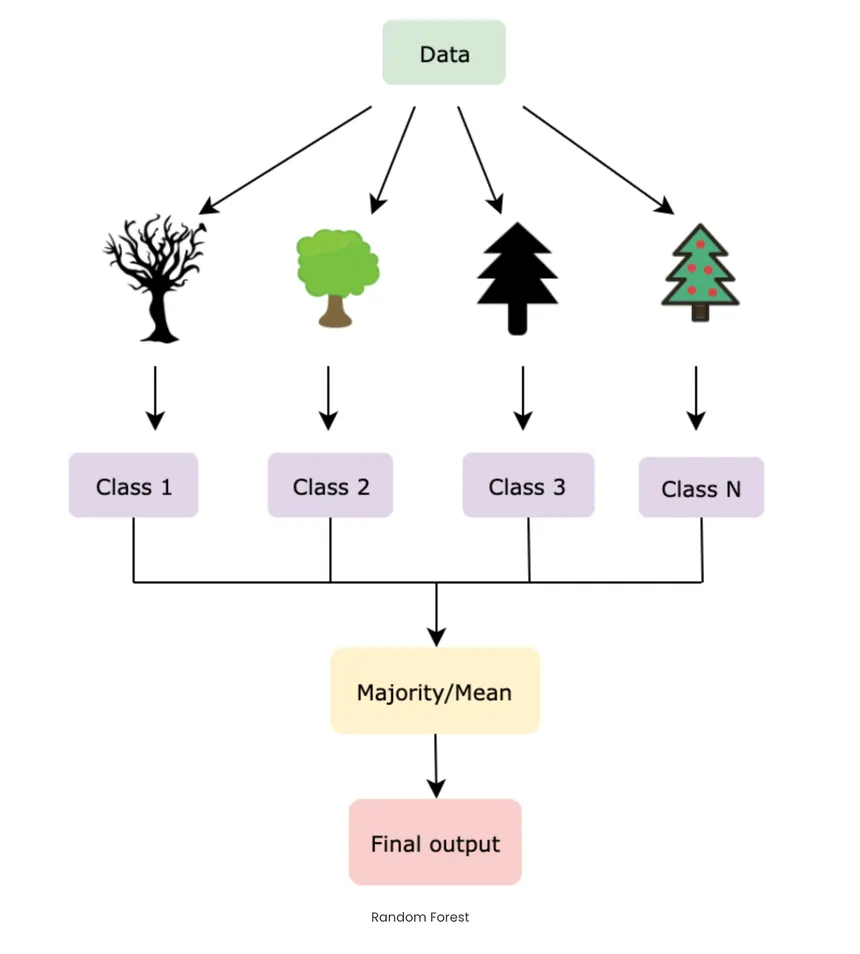 Data
Class 1
Class 2
Class 3
Class N
Majority/Mean
Final output
Random Forest